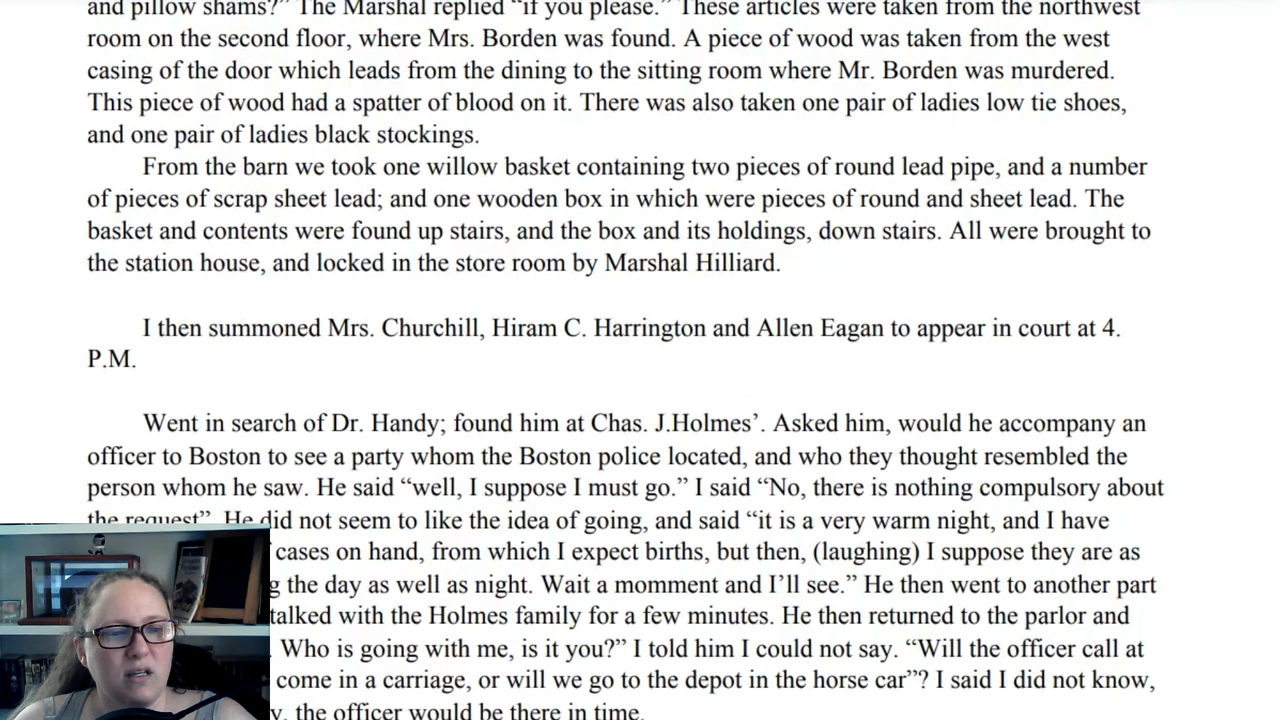 and pillow shams?” The Marshal replied “if you please.” These articles were taken from the northwest
room on the second floor, where Mrs. Borden was found. A piece of wood was taken from the west
casing of the door which leads from the dining to the sitting room where Mr. Borden was murdered.
This piece of wood had a spatter of blood on it. There was also taken one pair of ladies low tie shoes,
and one pair of ladies black stockings.
From the barn we took one willow basket containing two pieces of round lead pipe, and a number
of pieces of scrap sheet lead; and one wooden box in which were pieces of round and sheet lead. The
basket and contents were found up stairs, and the box and its holdings, down stairs. All were brought to
the station house, and locked in the store room by Marshal Hilliard.
I then summoned Mrs. Churchill, Hiram C. Harrington and Allen Eagan to appear in court at 4.
P.M.
Went in search of Dr. Handy; found him at Chas. J.Holmes’. Asked him, would he accompany an
officer to Boston to see a party whom the Boston police located, and who they thought resembled the
person whom he saw. He said “well, I suppose I must go.” I said “No, there is nothing compulsory about
the request”. He did not seem to like the idea of going, and said “it is a very warm night, and I have
cases on hand, from which I expect births, but then, (laughing) I suppose they are as
the day as well as night. Wait a momment and I’ll see.” He then went to another part
talked with the Holmes family for a few minutes. He then returned to the parlor and
Who is going with me, is it you?” I told him I could not say. “Will the officer call at
come in a carriage, or will we go to the depot in the horse car”? I said I did not know,
the officer would be there in time.